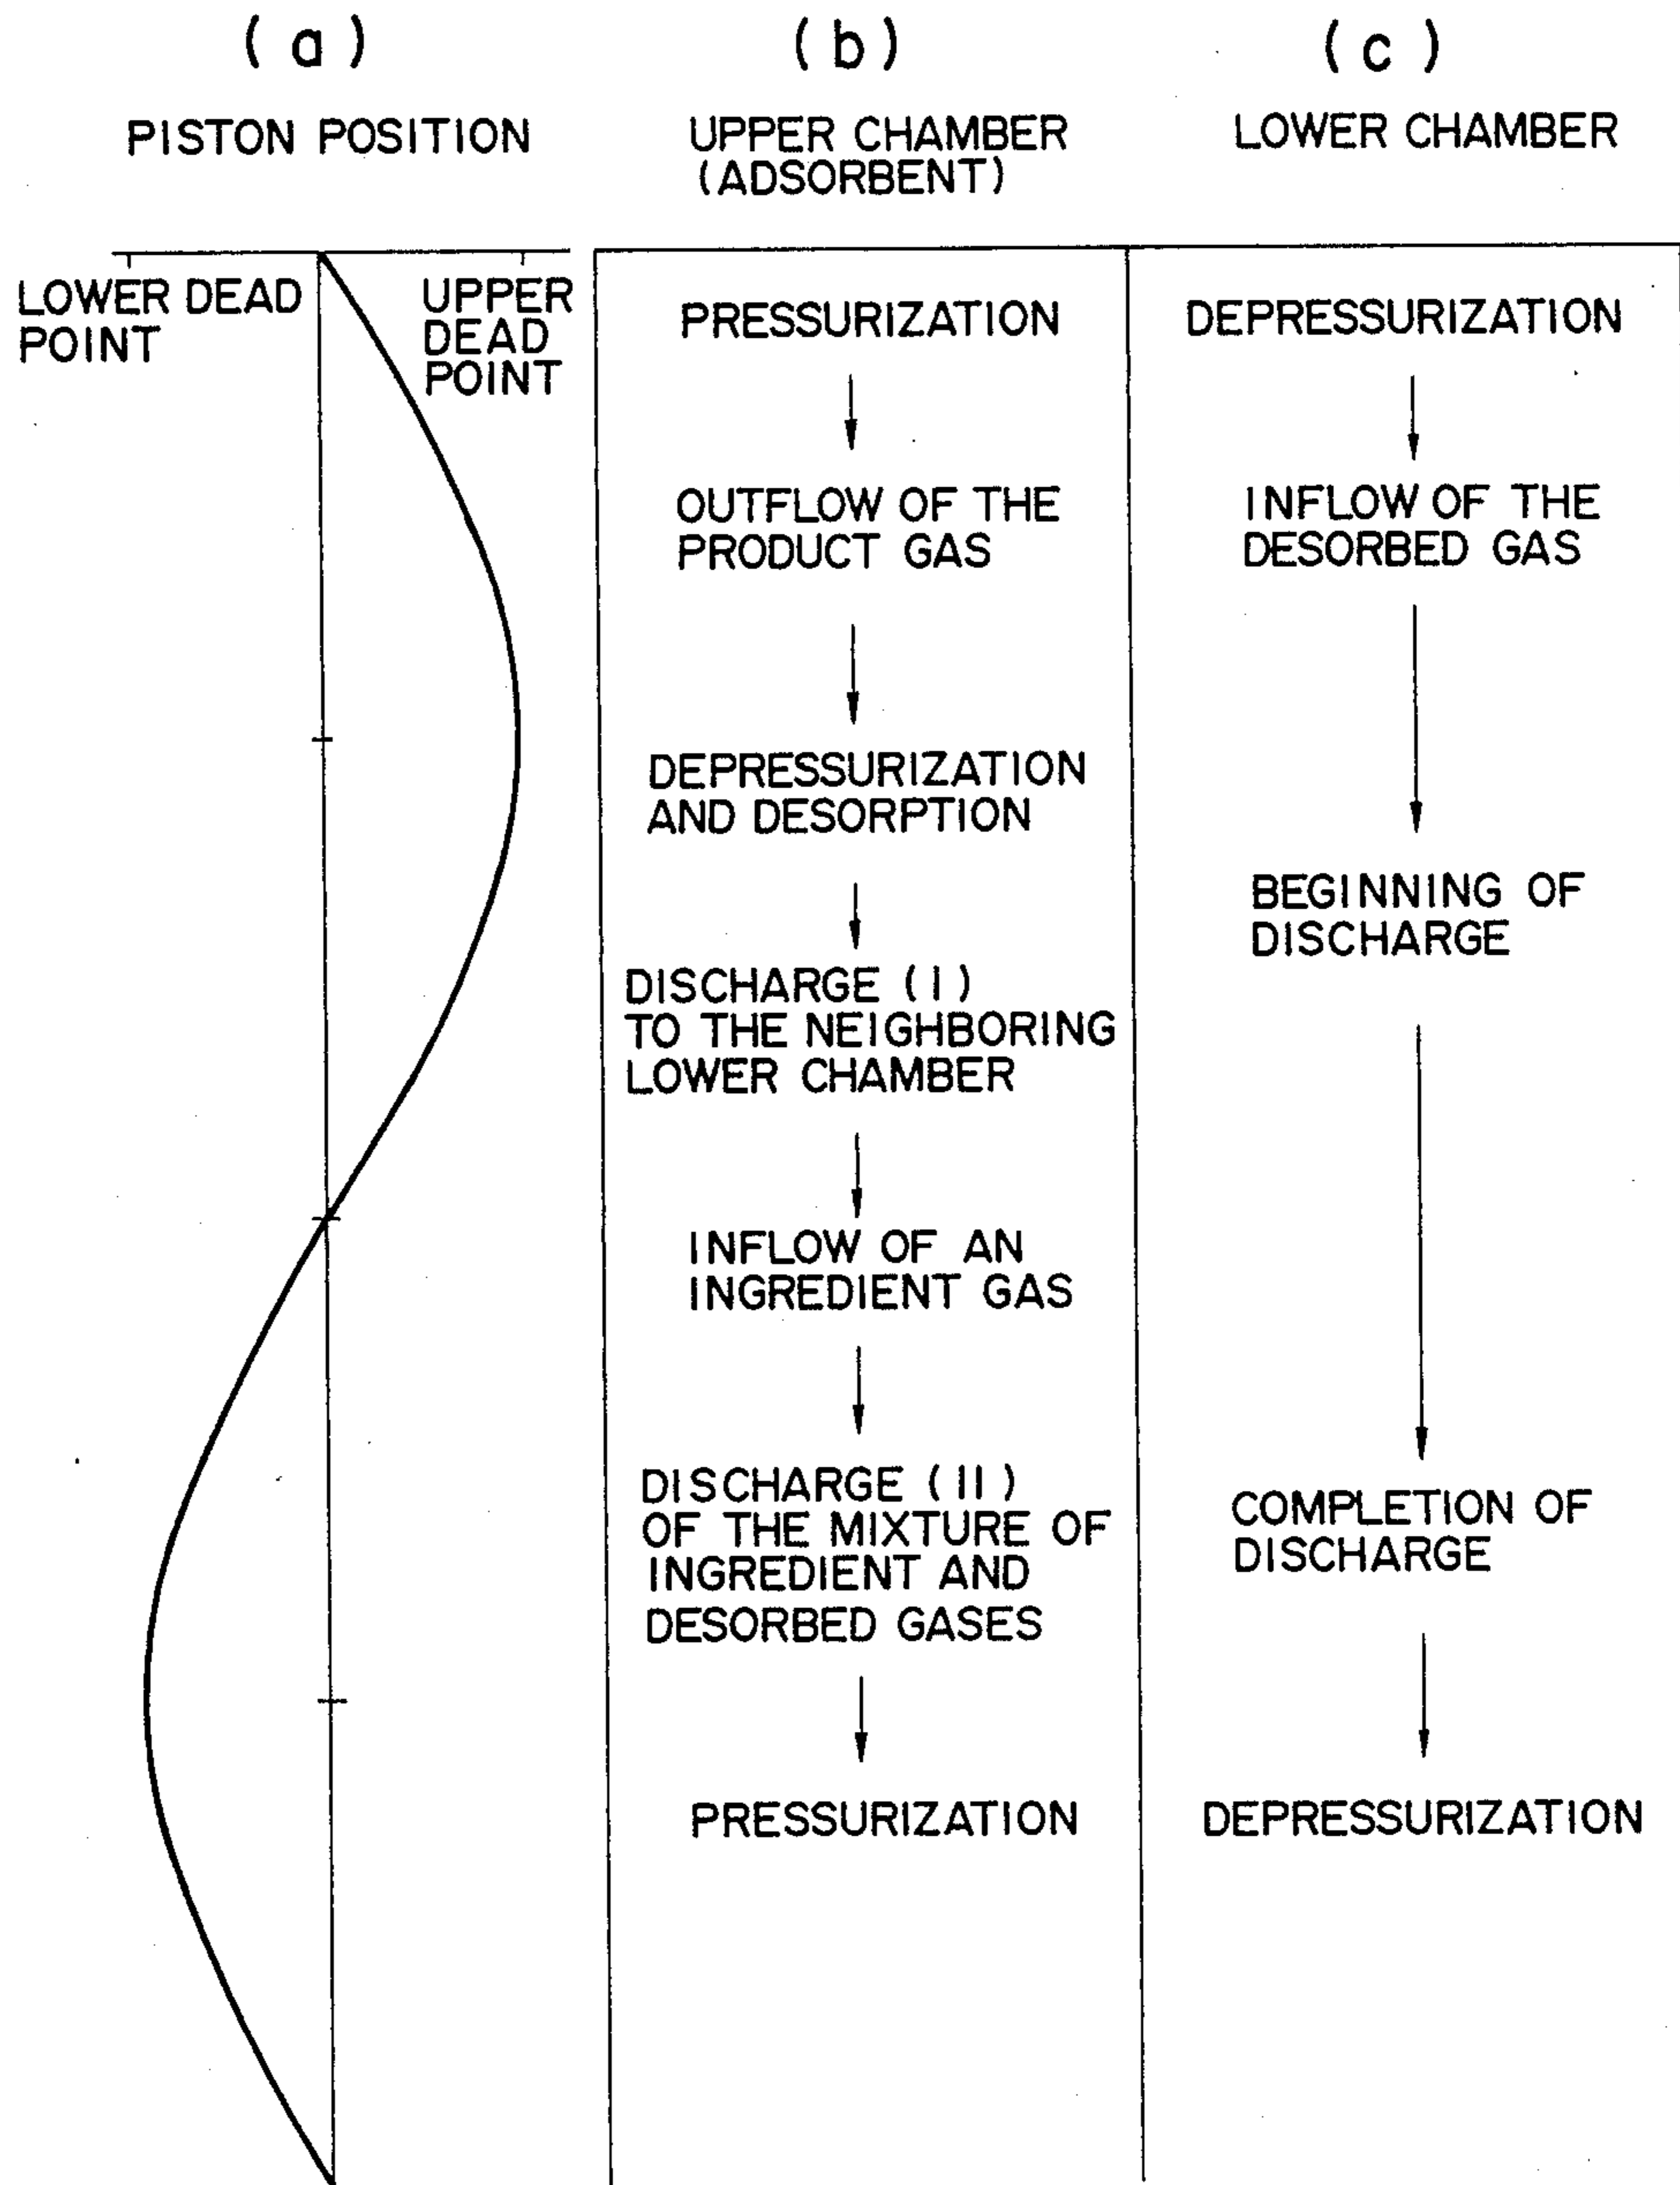 (a)
PISTON POSITION
LOWER DEAD
POINT
UPPER
DEAD
POINT
(b)
UPPER CHAMBER
(ADSORBENT)
PRESSURIZATION
OUTFLOW OF THE
PRODUCT GAS
DEPRESSURIZATION
AND DESORPTION
DISCHARGE (I)
TO THE NEIGHBORING
LOWER CHAMBER
INFLOW OF AN
INGREDIENT GAS
DISCHARGE (II)
OF THE MIXTURE OF
INGREDIENT AND
DESORBED GASES
PRESSURIZATION
(c)
LOWER CHAMBER
DEPRESSURIZATION
INFLOW OF THE
DESORBED GAS
BEGINNING OF
DISCHARGE
COMPLETION OF
DISCHARGE
DEPRESSURIZATION